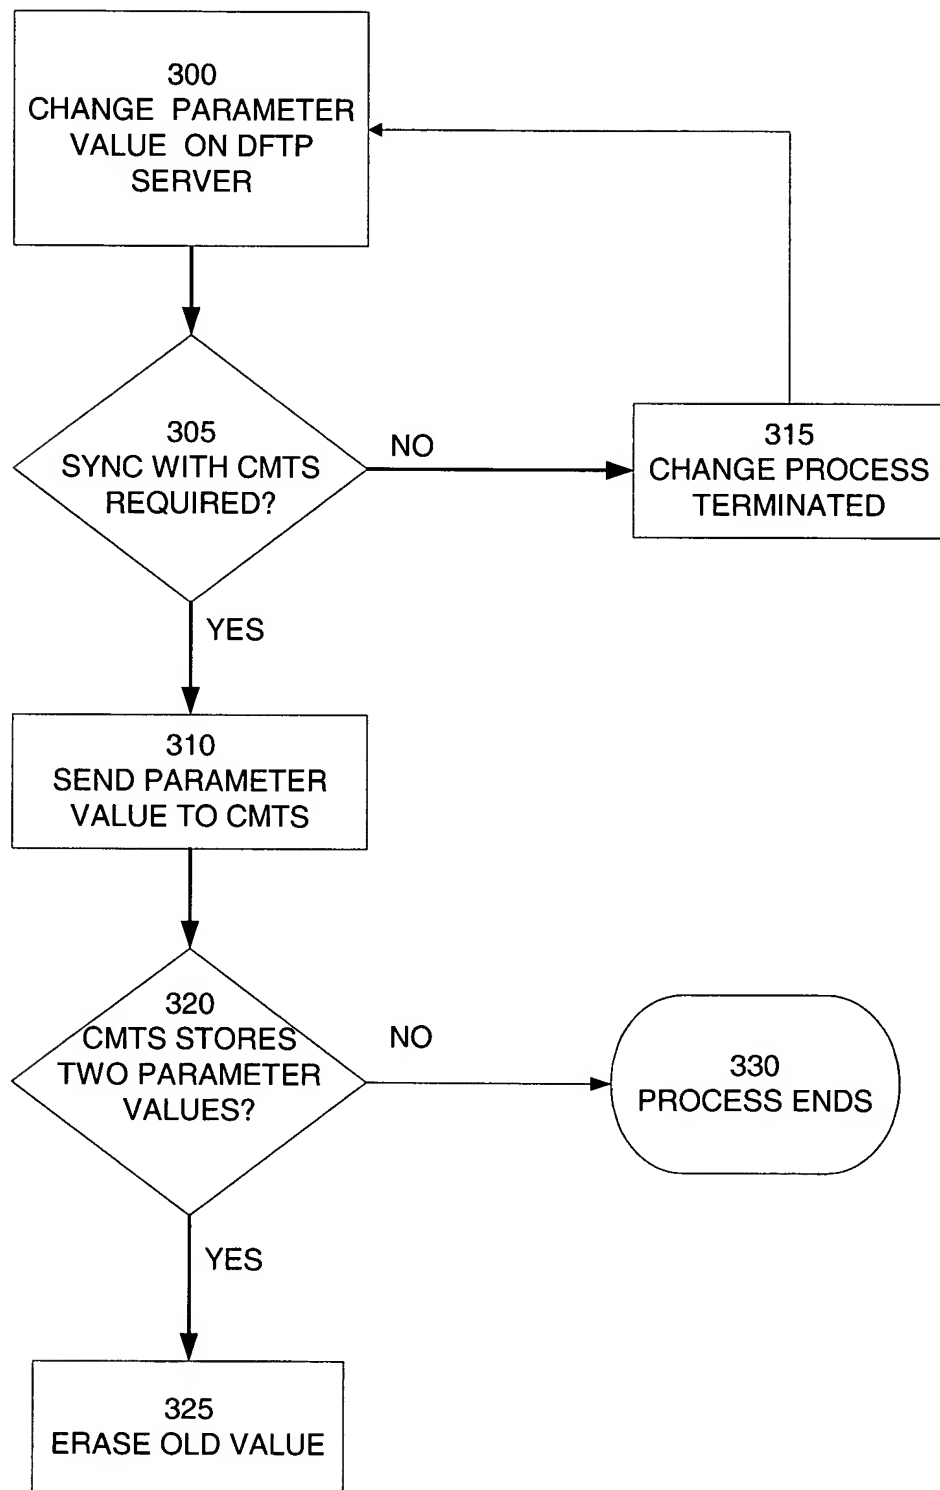 300
CHANGE PARAMETER
VALUE ON DFTP
SERVER
305
SYNC WITH CMTS
REQUIRED?
NO
315
CHANGE PROCESS
TERMINATED
YES
310
SEND PARAMETER
VALUE TO CMTS
320
CMTS STORES
TWO PARAMETER
VALUES?
NO
330
PROCESS ENDS
YES
325
ERASE OLD VALUE